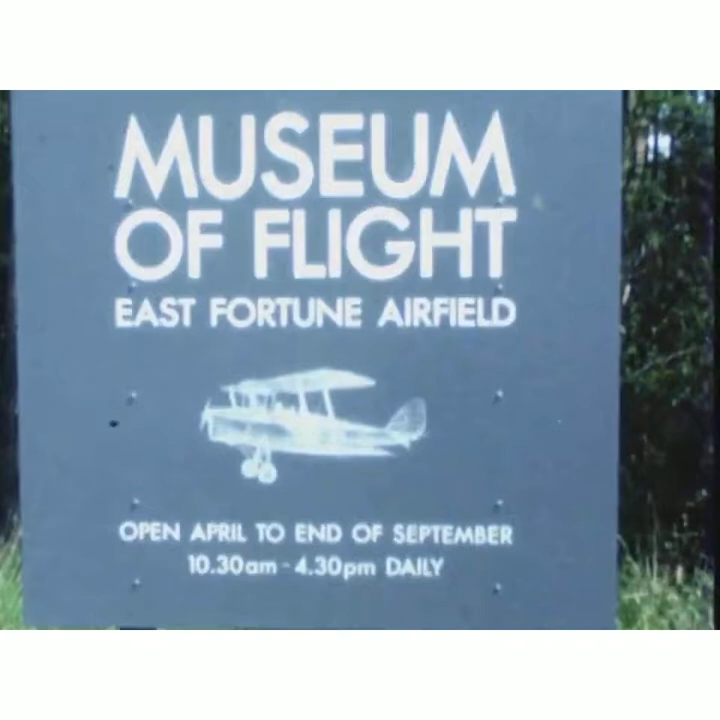 MUSEUM
OF FLIGHT
EAST FORTUNE AIRFIELD
OPEN APRIL TO END OF SEPTEMBER
10.30am - 4.30pm DAILY